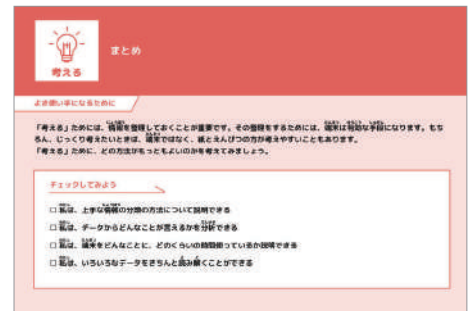 考える
まとめ
よき使い手になるために
「考える」ためには、情報を整理しておくことが重要です。その整理をするためには、端末は有効な手段になります。もち
ろん、じっくり考えたいときは、端末ではなく、紙とえんぴつの方が考えやすいこともあります。
「考える」ために、どの方法がもっともよいのかを考えてみましょう。
チェックしてみよう
□ 私は、上手な情報の分類の方法について説明できる
□ 私は、データからどんなことが言えるかを分析できる
□ 私は、端末をどんなことに、どのくらいの時間使っているか説明できる
□ 私は、いろいろなデータをきちんと読み解くことができる